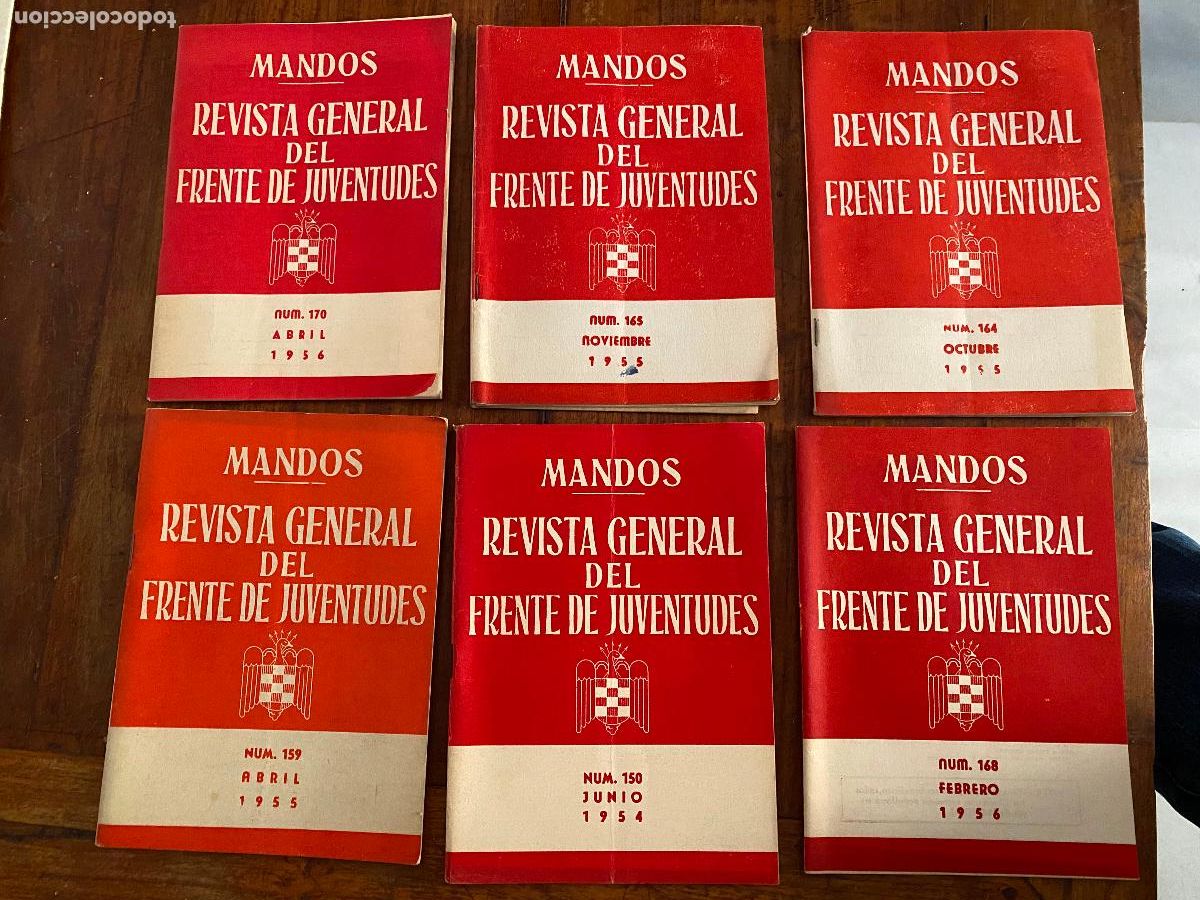 todocoleccion
MANDOS
REVISTA GENERAL
DEL
FRENTE DE JUVENTUDES
NUM. 170
ABRIL
1956
MANDOS
REVISTA GENERAL
DEL
FRENTE DE JUVENTUDES
NUM. 165
NOVIEMBRE
1955
MANDOS
REVISTA GENERAL
DEL
FRENTE DE JUVENTUDES
NUM. 164
OCTUBRE
1955
MANDOS
REVISTA GENERAL
DEL
FRENTE DE JUVENTUDES
NUM. 159
ABRIL
1955
MANDOS
REVISTA GENERAL
DEL
FRENTE DE JUVENTUDES
NUM. 150
JUNIO
1954
MANDOS
REVISTA GENERAL
DEL
FRENTE DE JUVENTUDES
NUM. 168
FEBRERO
1956